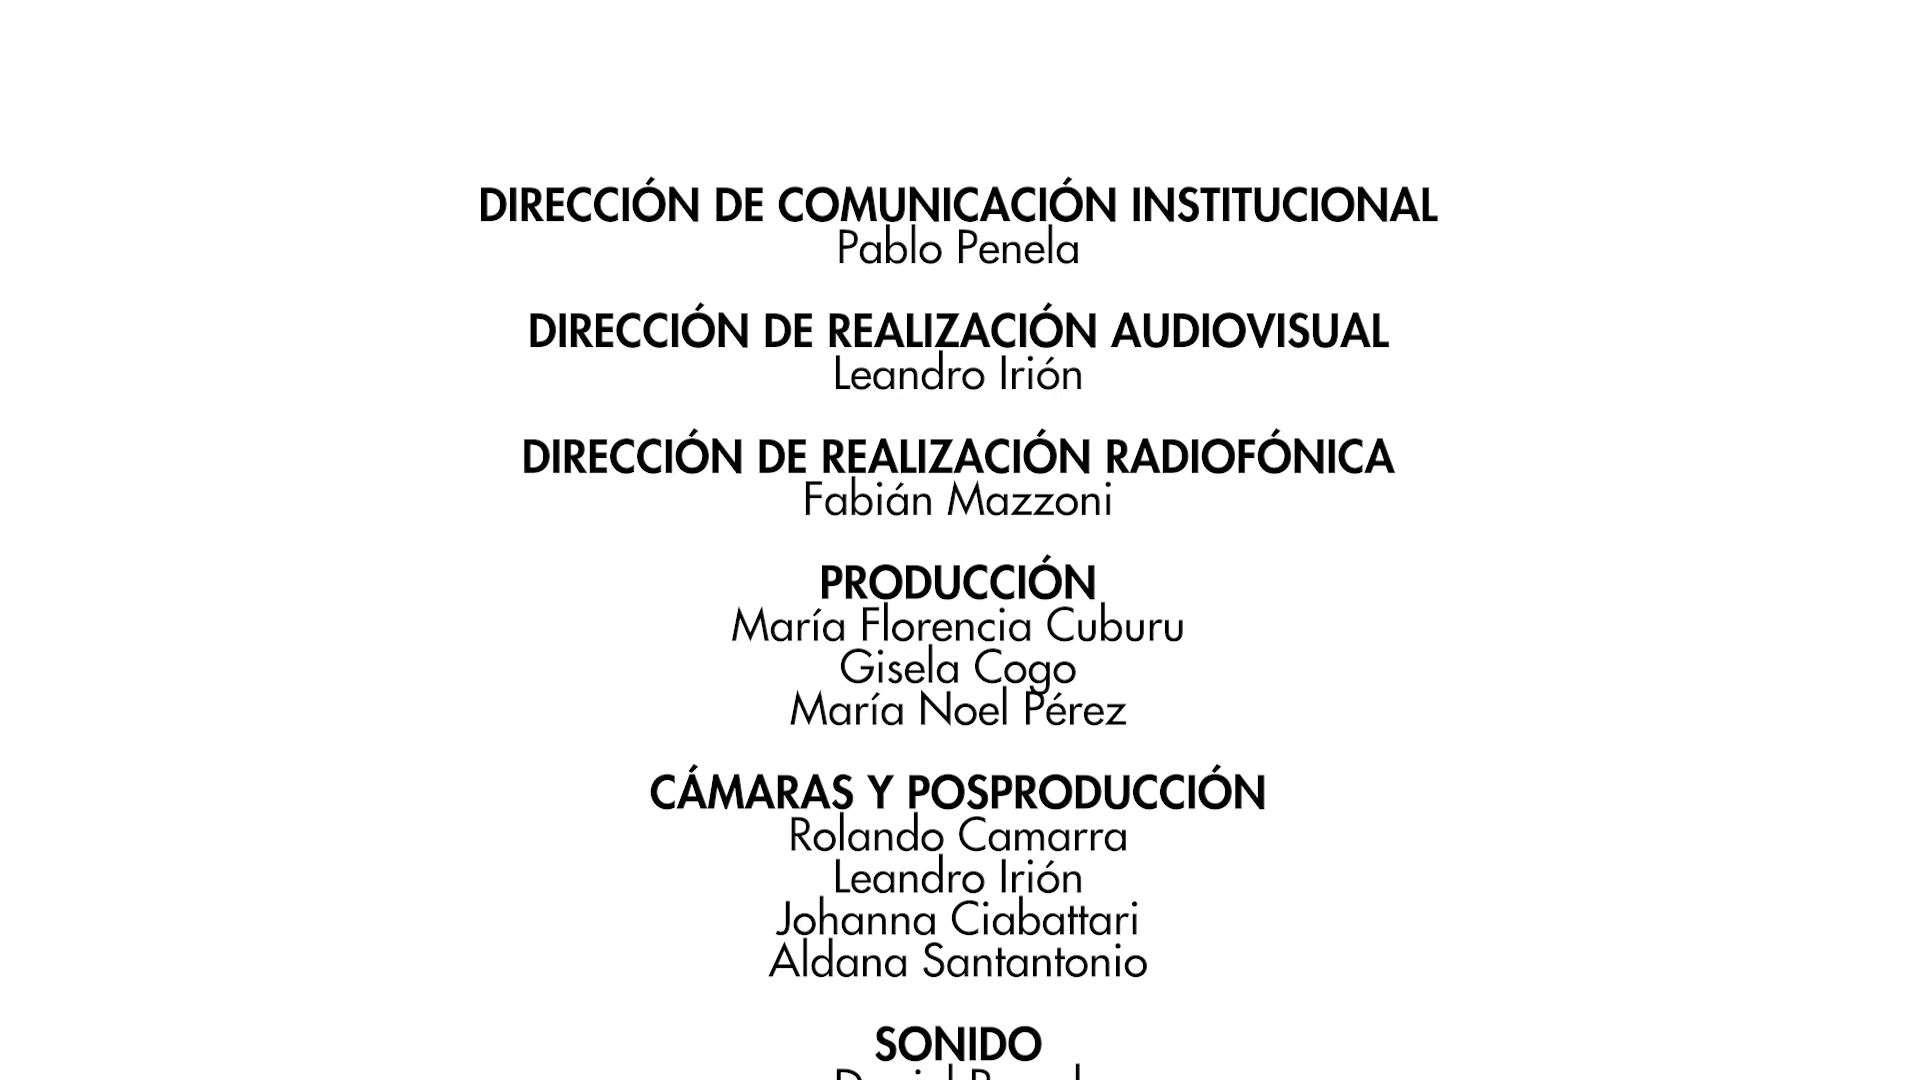 DIRECCIÓN DE COMUNICACIÓN INSTITUCIONAL
Pablo Penela
DIRECCIÓN DE REALIZACIÓN AUDIOVISUAL
Leandro Irión
DIRECCIÓN DE REALIZACIÓN RADIOFÓNICA
Fabián Mazzoni
PRODUCCIÓN
María Florencia Cuburu
Gisela Cogo
María Noel Pérez
CÁMARAS Y POSPRODUCCIÓN
Rolando Camarra
Leandro Irión
Johanna Ciabattari
Aldana Santantonio
SONIDO